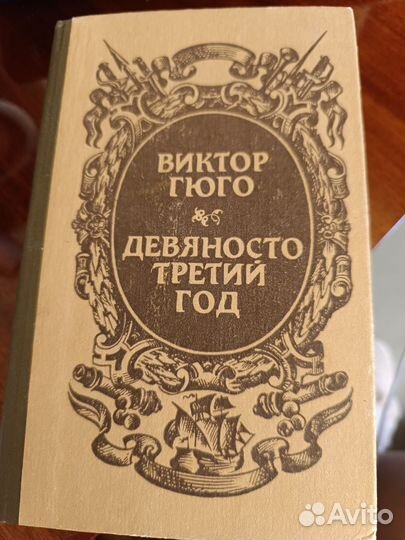 ВИКТОР
ГЮГО
ДЕВЯНОСТО
ТРЕТИЙ
ГОД
Avito